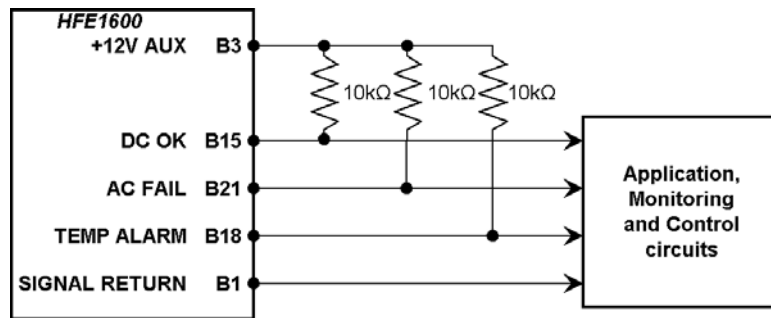 HFE1600
+12V AUX B3
10kΩ 10kΩ 10kΩ
DC OK B15
AC FAIL B21
TEMP ALARM B18
SIGNAL RETURN B1
Application,
Monitoring
and Control
circuits